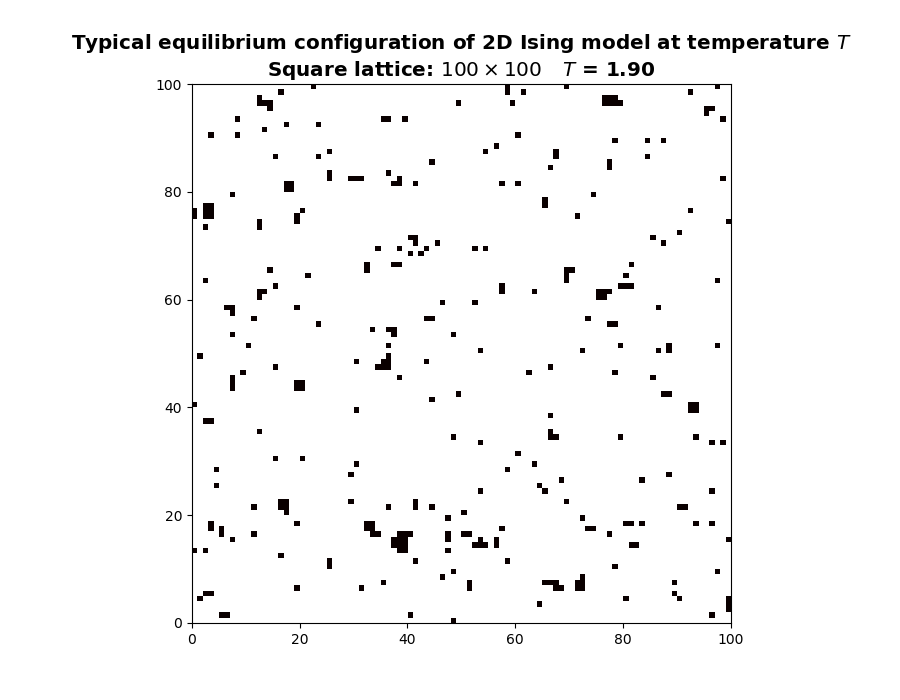 Typical equilibrium configuration of 2D Ising model at temperature T
Square lattice: 100 × 100 T = 1.90
100
80
60
40
20
0
0 20 40 60 80 100